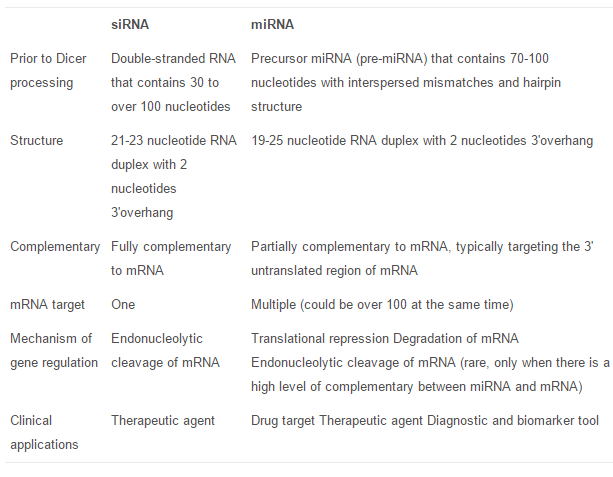 siRNA miRNA
Prior to Dicer Double-stranded RNA Precursor miRNA (pre-miRNA) that contains 70-100
processing that contains 30 to nucleotides with interspersed mismatches and hairpin
over 100 nucleotides structure
Structure 21-23 nucleotide RNA 19-25 nucleotide RNA duplex with 2 nucleotides 3'overhang
duplex with 2
nucleotides
3'overhang
Complementary Fully complementary Partially complementary to mRNA, typically targeting the 3'
to mRNA untranslated region of mRNA
mRNA target One Multiple (could be over 100 at the same time)
Mechanism of Endonucleolytic Translational repression Degradation of mRNA
gene regulation cleavage of mRNA Endonucleolytic cleavage of mRNA (rare, only when there is a
high level of complementary between miRNA and mRNA)
Clinical Therapeutic agent Drug target Therapeutic agent Diagnostic and biomarker tool
applications